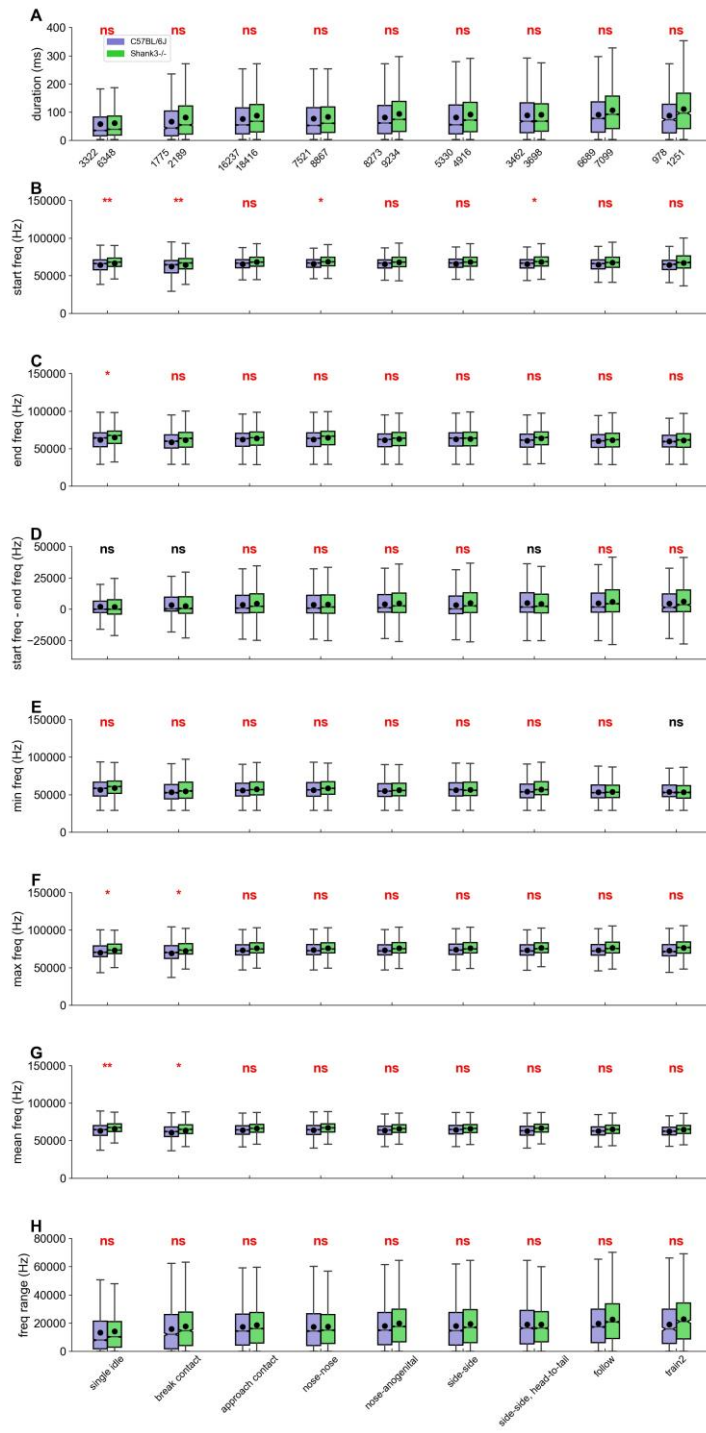 A
ns ns ns ns ns ns ns ns ns
C57BL/6J
Shank3-/-
duration (ms)
400
300
200
100
0
3322 6348 1775 2189 16237 18416 7521 8867 8273 9234 5330 4916 3462 3698 6689 7099 978 1251
B
** ** ns * ns ns * ns ns
start freq (Hz)
150000
100000
50000
0
C
* ns ns ns ns ns ns ns ns
end freq (Hz)
150000
100000
50000
0
D
ns ns ns ns ns ns ns ns ns
start freq - end freq (Hz)
50000
25000
0
−25000
E
ns ns ns ns ns ns ns ns ns
min freq (Hz)
150000
100000
50000
0
F
* * ns ns ns ns ns ns ns
max freq (Hz)
150000
100000
50000
0
G
** * ns ns ns ns ns ns ns
mean freq (Hz)
150000
100000
50000
0
H
ns ns ns ns ns ns ns ns ns
freq range (Hz)
80000
60000
40000
20000
0
single idle
break contact
approach contact
nose-nose
nose-anogenital
side-side
side-side, head-to-tail
follow
train2